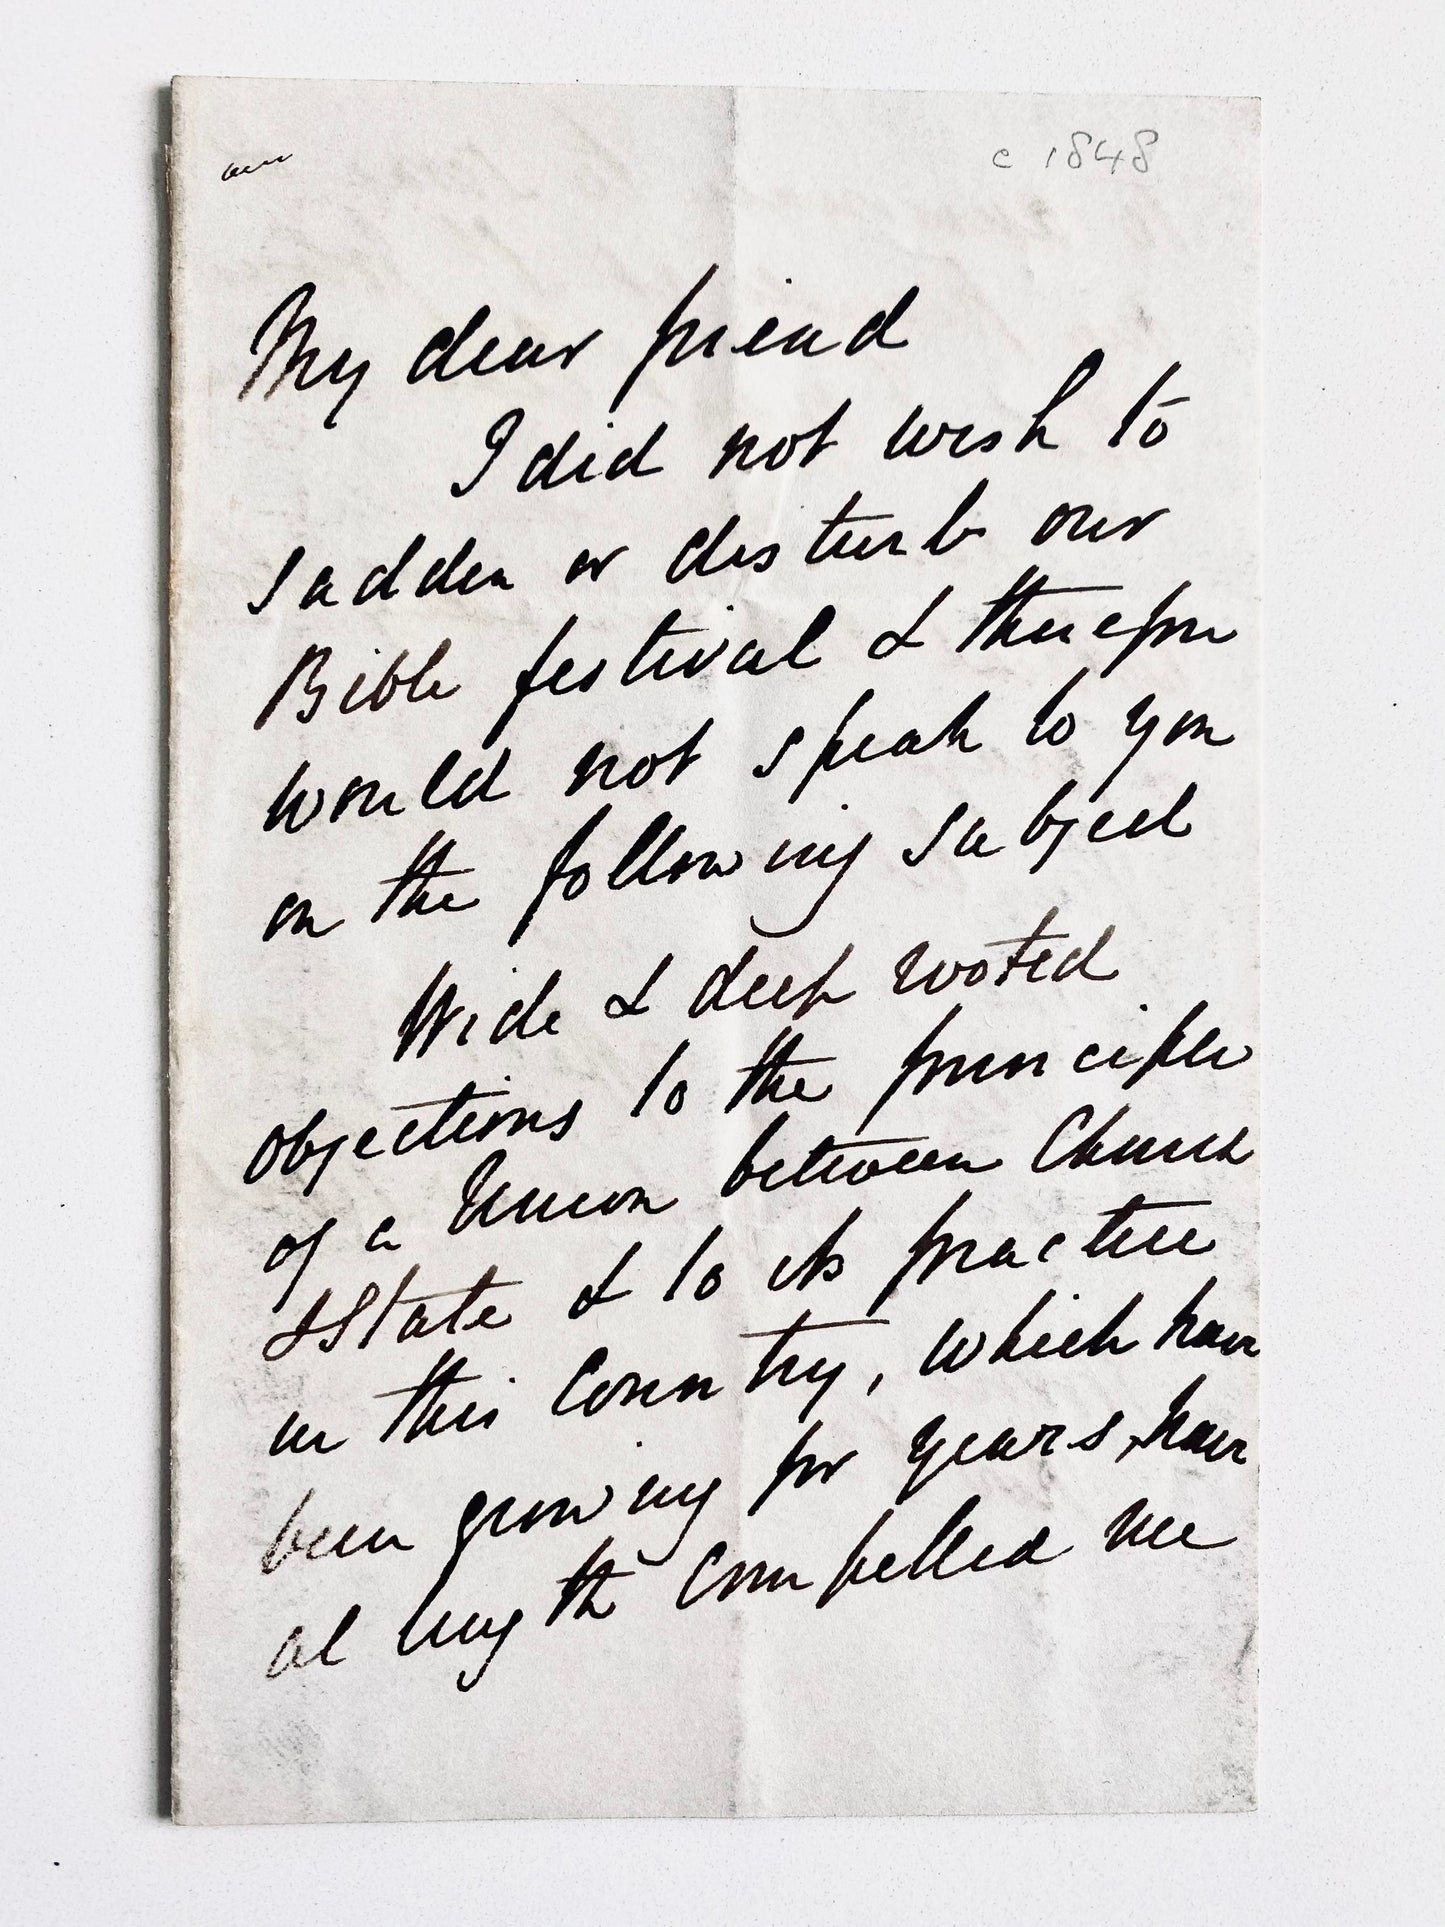 c 1848
My dear friend
I did not wish to
sadden or disturb our
Bible festival & therefore
would not speak to you
on the following subject
Wide & deep rooted
objections to the principle
of a Union between Church
& State & to its practice
in this Country, which have
been growing for years, have
at length compelled me